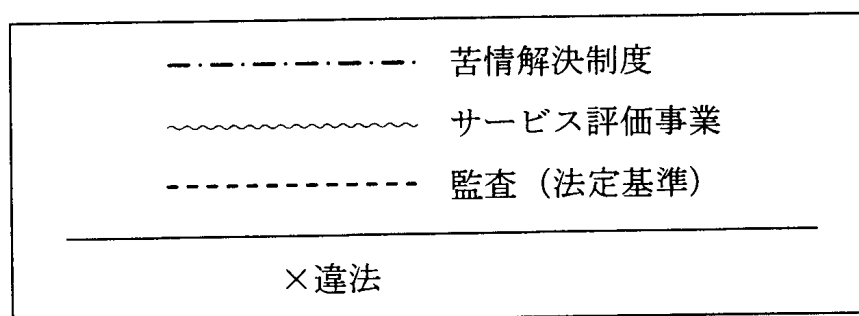 苦情解決制度
サービス評価事業
監査（法定基準）
×違法